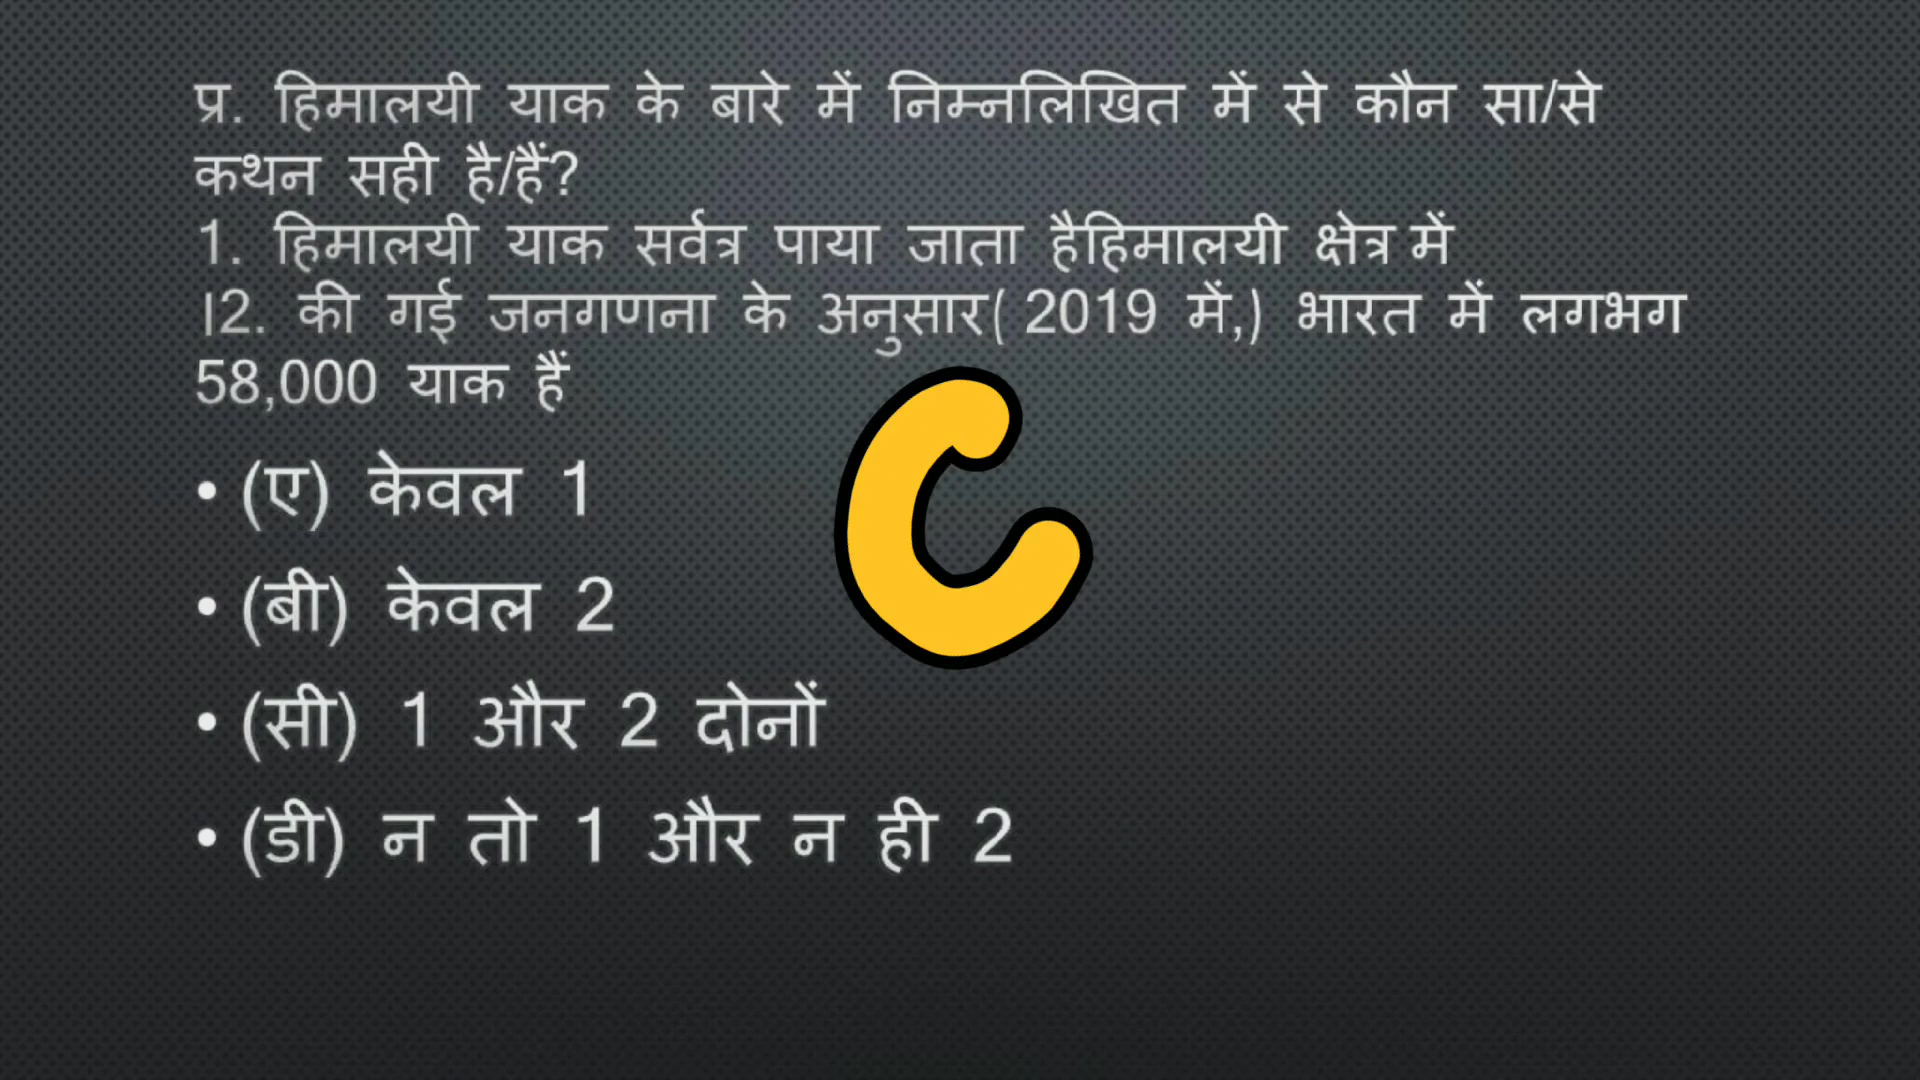 प्र. हिमालयी याक के बारे में निम्नलिखित में से कौन सा/से
कथन सही है/हैं?
1. हिमालयी याक सर्वत्र पाया जाता हैहिमालयी क्षेत्र में
।2. की गई जनगणना के अनुसार( 2019 में,) भारत में लगभग
58,000 याक हैं
• (ए) केवल 1
• (बी) केवल 2
• (सी) 1 और 2 दोनों
• (डी) न तो 1 और न ही 2
C